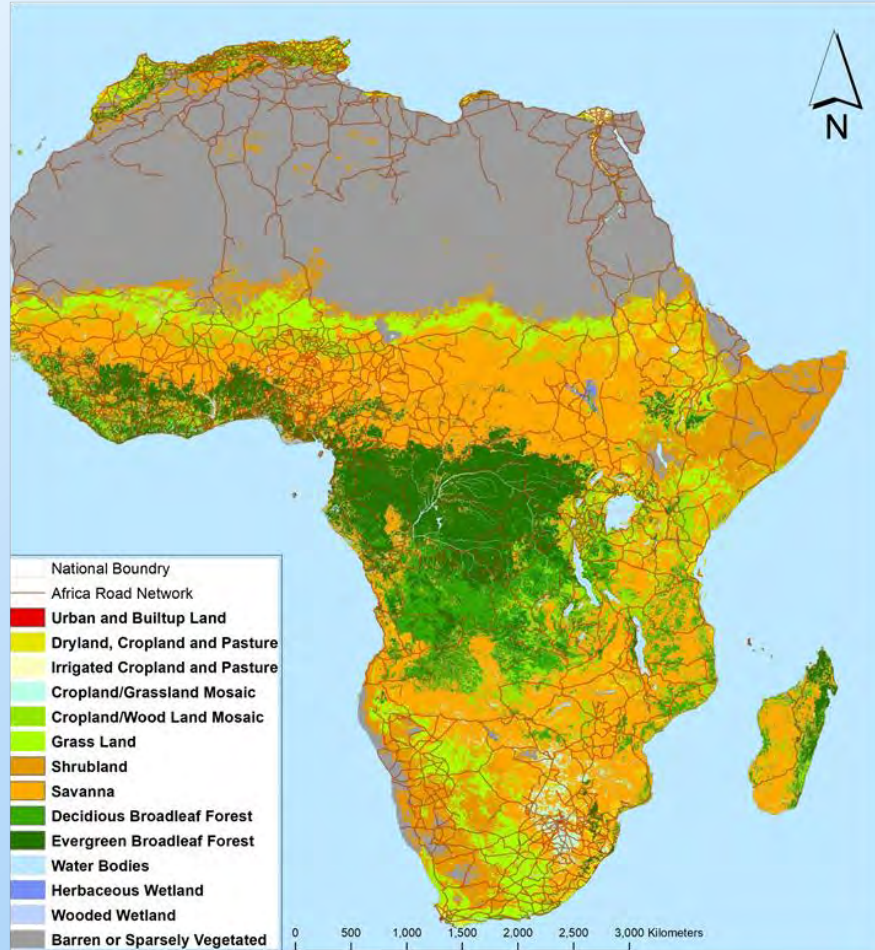 N
National Boundry
Africa Road Network
Urban and Builtup Land
Dryland, Cropland and Pasture
Irrigated Cropland and Pasture
Cropland/Grassland Mosaic
Cropland/Wood Land Mosaic
Grass Land
Shrubland
Savanna
Decidious Broadleaf Forest
Evergreen Broadleaf Forest
Water Bodies
Herbaceous Wetland
Wooded Wetland
Barren or Sparsely Vegetated
0 500 1,000 1,500 2,000 2,500 3,000 Kilometers